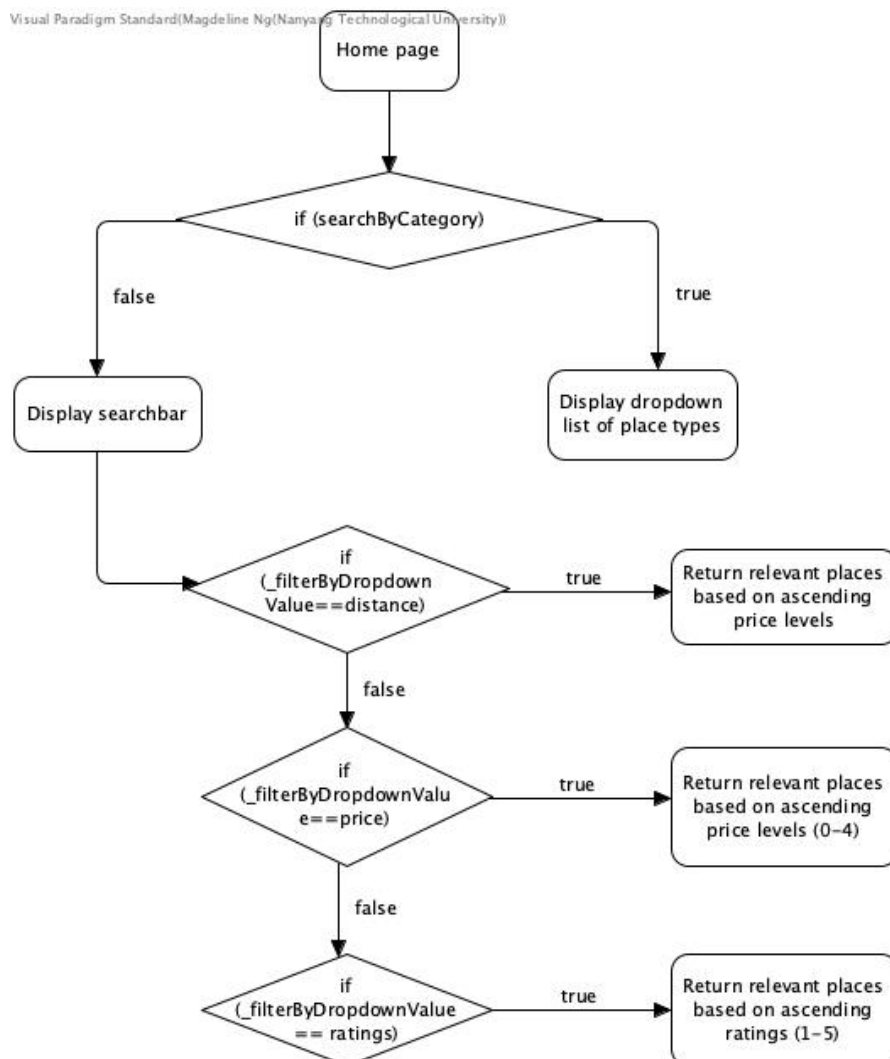 Visual Paradigm Standard(Magdeline Ng(Nanyang Technological University))
Home page
if (searchByCategory)
false
true
Display searchbar
Display dropdown
list of place types
if
(_filterByDropdown
Value==distance)
true
Return relevant places
based on ascending
price levels
false
if
(_filterByDropdownValu
e==price)
true
Return relevant places
based on ascending
price levels (0-4)
false
if
(_filterByDropdownValue
== ratings)
true
Return relevant places
based on ascending
ratings (1-5)